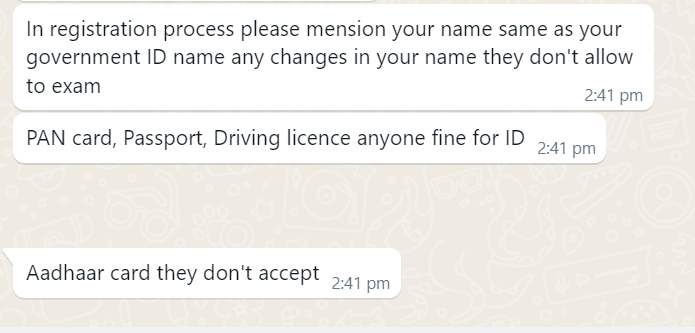 In registration process please mension your name same as your
government ID name any changes in your name they don't allow
to exam
2:41 pm
PAN card, Passport, Driving licence anyone fine for ID 2:41 pm
Aadhaar card they don't accept 2:41 pm